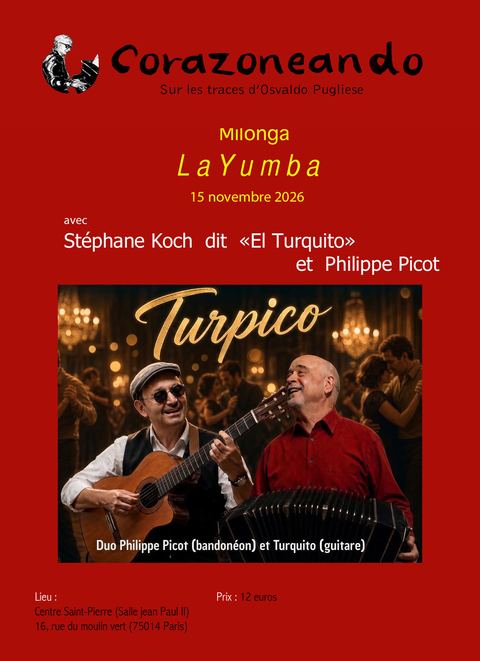 Corazoneando
Sur les traces d'Osvaldo Pugliese
Milonga
LaYumba
15 novembre 2026
avec
Stéphane Koch dit «El Turquito»
et Philippe Picot
Turpico
Duo Philippe Picot (bandonéon) et Turquito (guitare)
Lieu :
Prix : 12 euros
Centre Saint-Pierre (Salle jean Paul II)
16, rue du moulin vert (75014 Paris)